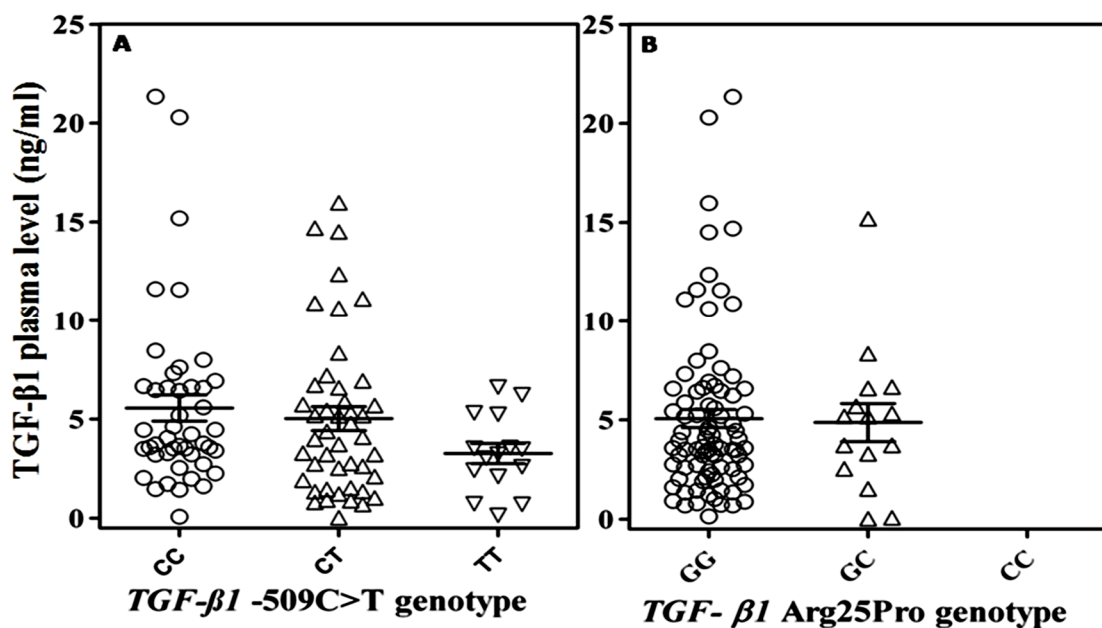 A
B
TGF-β1 plasma level (ng/ml)
25
20
15
10
5
0
25
20
15
10
5
0
CC
CT
TT
GG
GC
CC
TGF-β1 -509C>T genotype
TGF- β1 Arg25Pro genotype